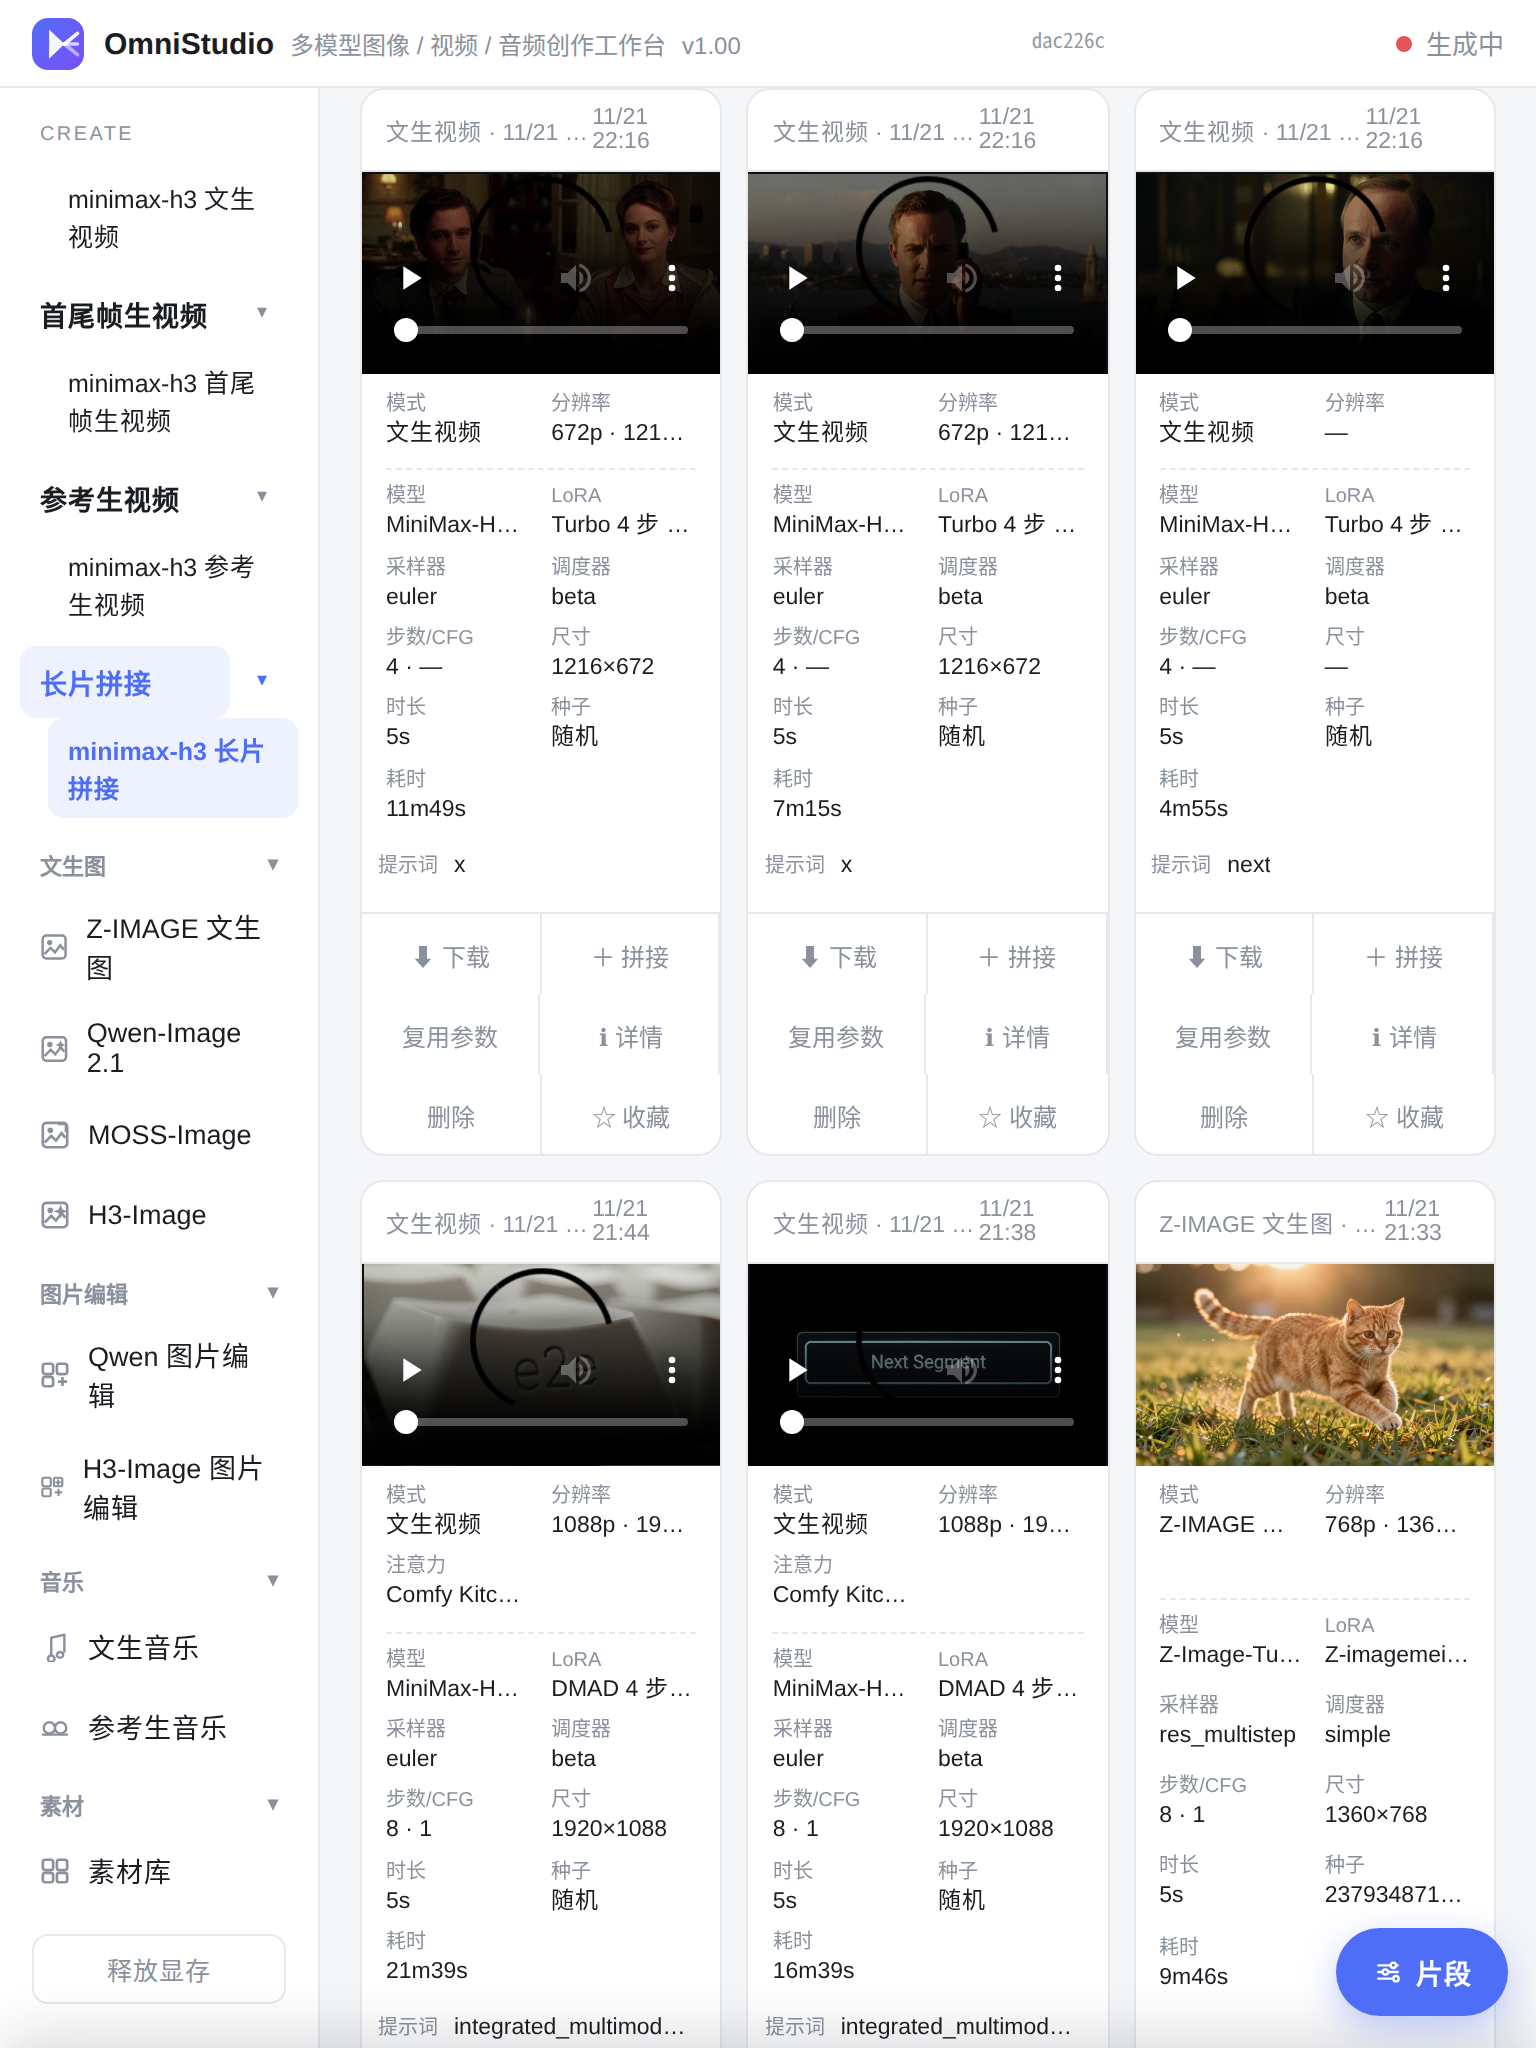 OmniStudio 多模型图像 / 视频 / 音频创作工作台 v1.00
dac226c
生成中
CREATE
minimax-h3 文生
视频
首尾帧生视频 ▼
minimax-h3 首尾
帧生视频
参考生视频 ▼
minimax-h3 参考
生视频
长片拼接 ▼
minimax-h3 长片
拼接
文生图 ▼
Z-IMAGE 文生
图
Qwen-Image
2.1
MOSS-Image
H3-Image
图片编辑 ▼
Qwen 图片编
辑
H3-Image 图片
编辑
音乐 ▼
文生音乐
参考生音乐
素材 ▼
素材库
释放显存
文生视频 · 11/21 … 11/21
22:16
模式 分辨率
文生视频 672p · 121…
模型 LoRA
MiniMax-H… Turbo 4 步 …
采样器 调度器
euler beta
步数/CFG 尺寸
4 · — 1216×672
时长 种子
5s 随机
耗时
11m49s
提示词 x
⬇ 下载 ＋ 拼接
复用参数 ℹ 详情
删除 ☆ 收藏
文生视频 · 11/21 … 11/21
22:16
模式 分辨率
文生视频 672p · 121…
模型 LoRA
MiniMax-H… Turbo 4 步 …
采样器 调度器
euler beta
步数/CFG 尺寸
4 · — 1216×672
时长 种子
5s 随机
耗时
7m15s
提示词 x
⬇ 下载 ＋ 拼接
复用参数 ℹ 详情
删除 ☆ 收藏
文生视频 · 11/21 … 11/21
22:16
模式 分辨率
文生视频 —
模型 LoRA
MiniMax-H… Turbo 4 步 …
采样器 调度器
euler beta
步数/CFG 尺寸
4 · — —
时长 种子
5s 随机
耗时
4m55s
提示词 next
⬇ 下载 ＋ 拼接
复用参数 ℹ 详情
删除 ☆ 收藏
文生视频 · 11/21 … 11/21
21:44
e2e
模式 分辨率
文生视频 1088p · 19…
注意力
Comfy Kitc…
模型 LoRA
MiniMax-H… DMAD 4 步…
采样器 调度器
euler beta
步数/CFG 尺寸
8 · 1 1920×1088
时长 种子
5s 随机
耗时
21m39s
提示词 integrated_multimod…
文生视频 · 11/21 … 11/21
21:38
Next Segment
模式 分辨率
文生视频 1088p · 19…
注意力
Comfy Kitc…
模型 LoRA
MiniMax-H… DMAD 4 步…
采样器 调度器
euler beta
步数/CFG 尺寸
8 · 1 1920×1088
时长 种子
5s 随机
耗时
16m39s
提示词 integrated_multimod…
Z-IMAGE 文生图 · … 11/21
21:33
模式 分辨率
Z-IMAGE … 768p · 136…
模型 LoRA
Z-Image-Tu… Z-imagemei…
采样器 调度器
res_multistep simple
步数/CFG 尺寸
8 · 1 1360×768
时长 种子
5s 237934871…
耗时
9m46s
片段